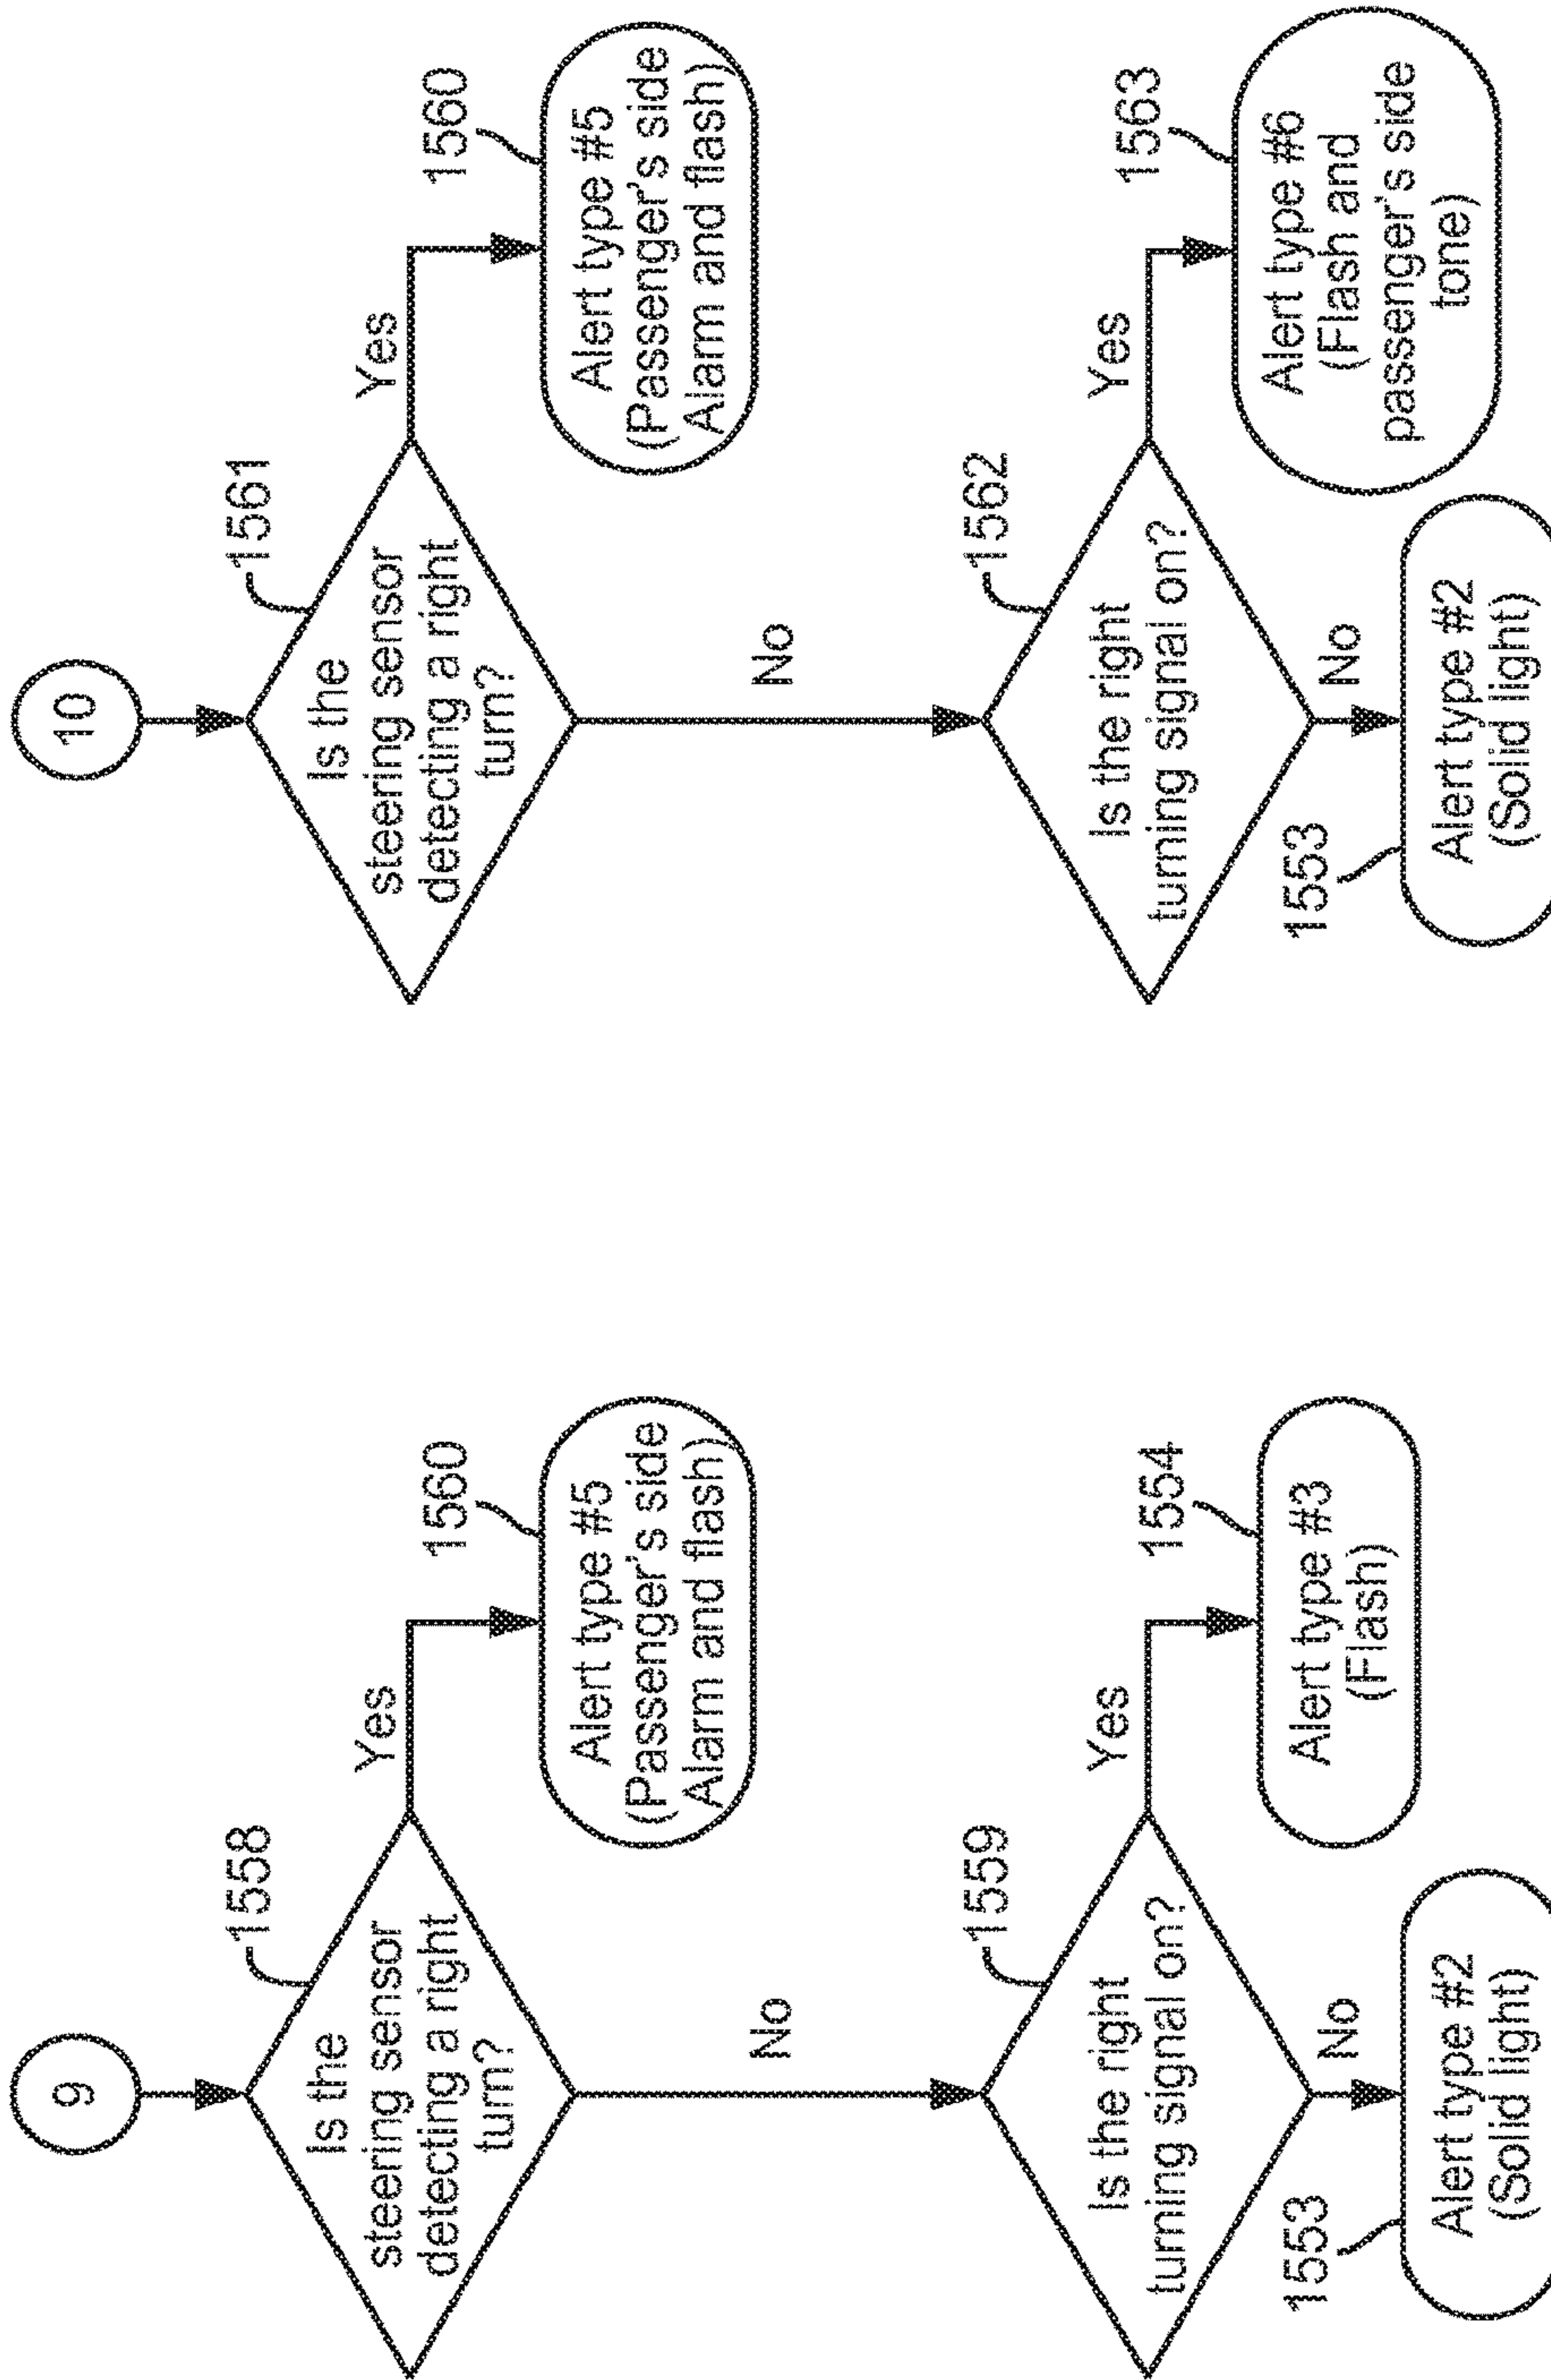 9
1558
Is the
steering sensor
detecting a right
turn?
Yes
1560
Alert type #5
(Passenger's side
Alarm and flash)
No
1559
Is the right
turning signal on?
Yes
1554
Alert type #3
(Flash)
No
1553
Alert type #2
(Solid light)
10
1561
Is the
steering sensor
detecting a right
turn?
Yes
1560
Alert type #5
(Passenger's side
Alarm and flash)
No
1562
Is the right
turning signal on?
Yes
1563
Alert type #6
(Flash and
passenger's side
tone)
No
1553
Alert type #2
(Solid light)